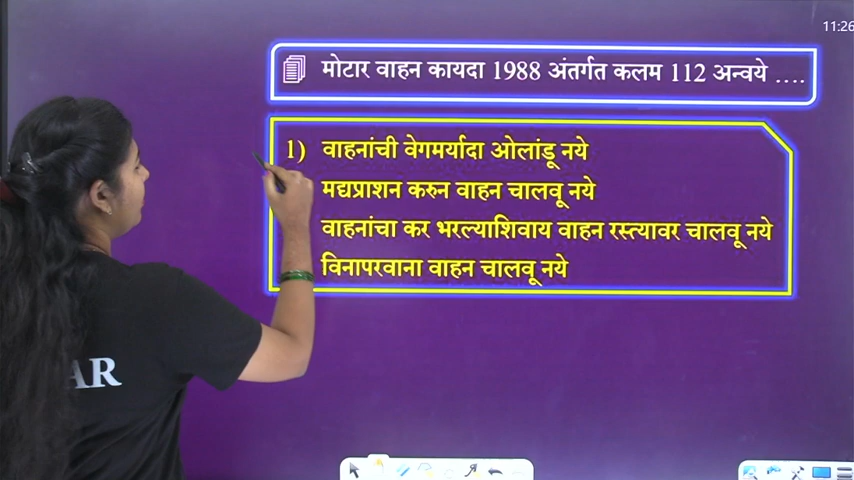 11:26
मोटार वाहन कायदा 1988 अंतर्गत कलम 112 अन्वये ....
1) वाहनांची वेगमर्यादा ओलांडू नये
मद्यप्राशन करुन वाहन चालवू नये
वाहनांचा कर भरल्याशिवाय वाहन रस्त्यावर चालवू नये
विनापरवाना वाहन चालवू नये
AR